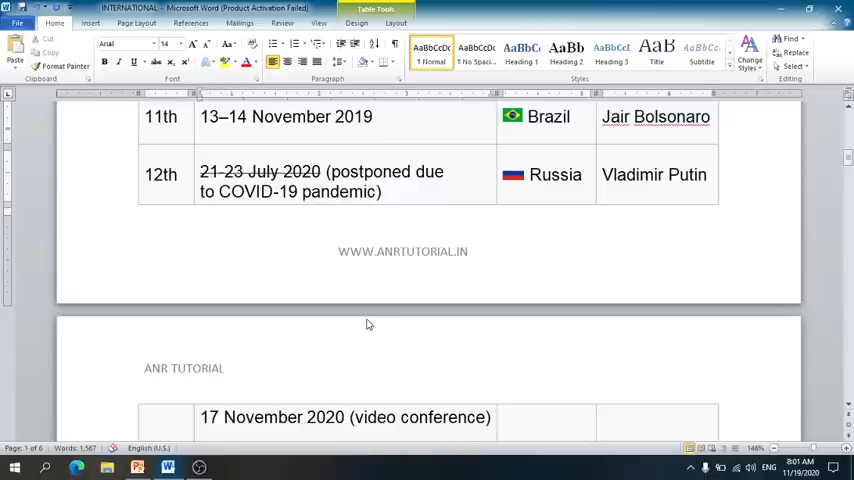 INTERNATIONAL - Microsoft Word (Product Activation Failed)
Table Tools
File Home Insert Page Layout References Mailings Review View Design Layout
Cut
Copy
Format Painter
Paste
Clipboard
Arial 14
Font
Paragraph
AaBbCcDc AaBbCcDc AaBbCc AaBb AaBbCc AaB AaBbCc.
1 Normal 1 No Spaci... Heading 1 Heading 2 Heading 3 Title Subtitle
Change Styles
Styles
Find
Replace
Select
Editing
11th 13–14 November 2019 Brazil Jair Bolsonaro
12th 21-23 July 2020 (postponed due to COVID-19 pandemic) Russia Vladimir Putin
WWW.ANRTUTORIAL.IN
ANR TUTORIAL
17 November 2020 (video conference)
Page: 1 of 6 Words: 1,567 English (U.S.) 148%
ENG 8:01 AM
11/19/2020